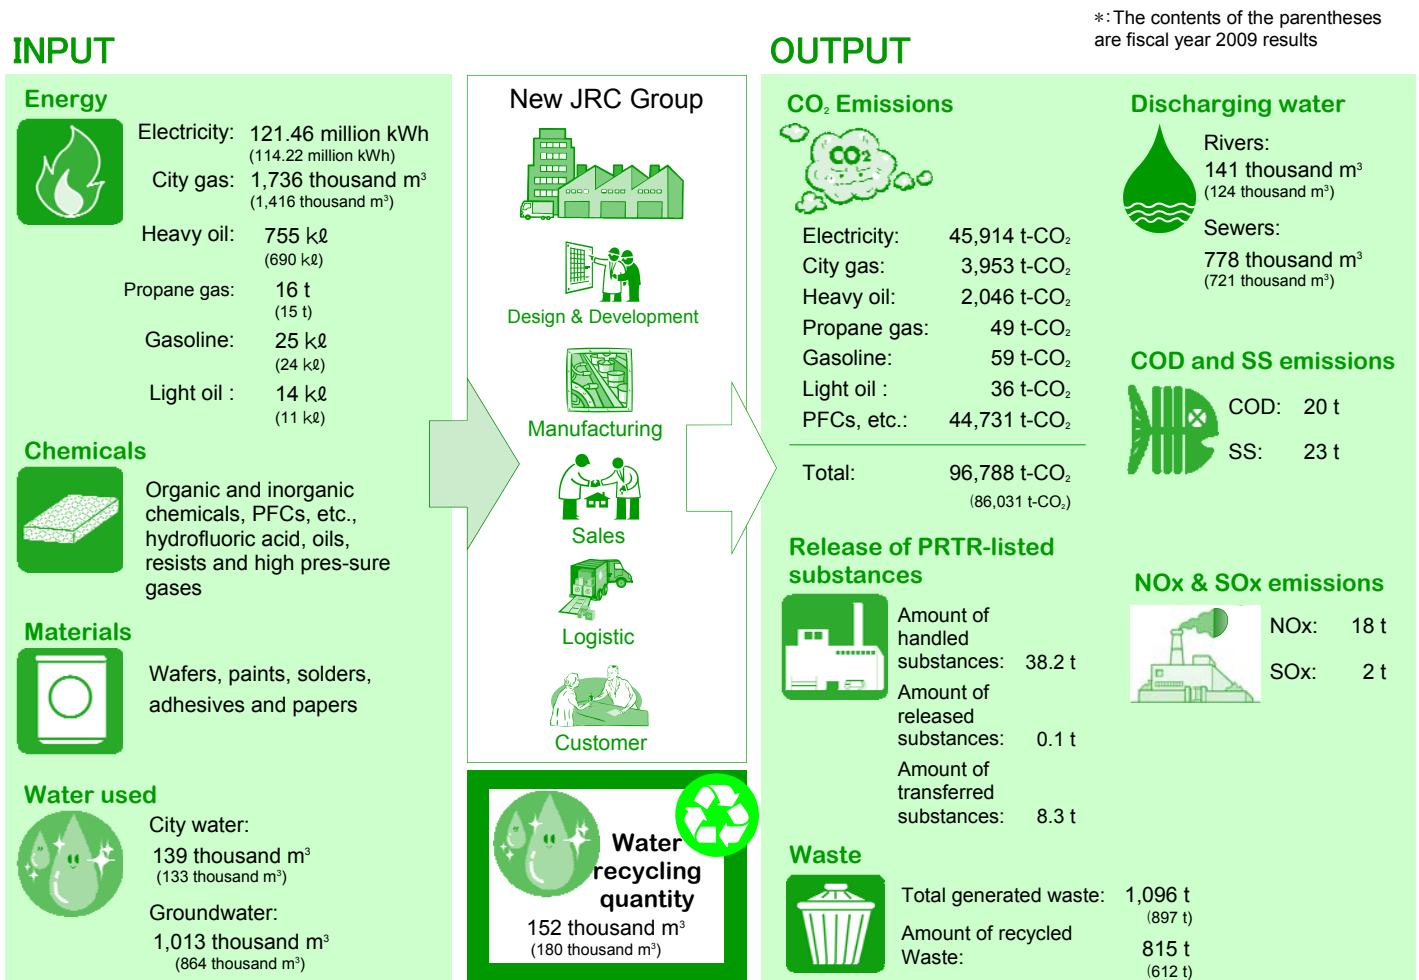 *:The contents of the parentheses
are fiscal year 2009 results
INPUT
Energy
Electricity: 121.46 million kWh
(114.22 million kWh)
City gas: 1,736 thousand m³
(1,416 thousand m³)
Heavy oil: 755 kℓ
(690 kℓ)
Propane gas: 16 t
(15 t)
Gasoline: 25 kℓ
(24 kℓ)
Light oil : 14 kℓ
(11 kℓ)
Chemicals
Organic and inorganic
chemicals, PFCs, etc.,
hydrofluoric acid, oils,
resists and high pres-sure
gases
Materials
Wafers, paints, solders,
adhesives and papers
Water used
City water:
139 thousand m³
(133 thousand m³)
Groundwater:
1,013 thousand m³
(864 thousand m³)
New JRC Group
Design & Development
Manufacturing
Sales
Logistic
Customer
Water
recycling
quantity
152 thousand m³
(180 thousand m³)
OUTPUT
CO₂ Emissions
CO2
Electricity: 45,914 t-CO₂
City gas: 3,953 t-CO₂
Heavy oil: 2,046 t-CO₂
Propane gas: 49 t-CO₂
Gasoline: 59 t-CO₂
Light oil : 36 t-CO₂
PFCs, etc.: 44,731 t-CO₂
Total: 96,788 t-CO₂
(86,031 t-CO₂)
Release of PRTR-listed
substances
Amount of
handled
substances: 38.2 t
Amount of
released
substances: 0.1 t
Amount of
transferred
substances: 8.3 t
Waste
Total generated waste: 1,096 t
(897 t)
Amount of recycled
Waste: 815 t
(612 t)
Discharging water
Rivers:
141 thousand m³
(124 thousand m³)
Sewers:
778 thousand m³
(721 thousand m³)
COD and SS emissions
COD: 20 t
SS: 23 t
NOx & SOx emissions
NOx: 18 t
SOx: 2 t